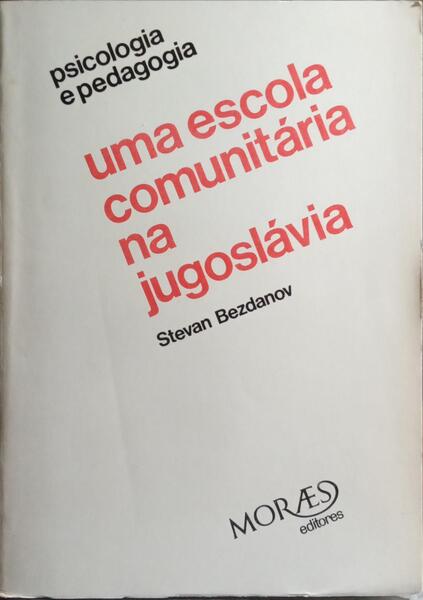 psicologia
e pedagogia
uma escola
comunitária
na
jugoslávia
Stevan Bezdanov
MORÆS
editores